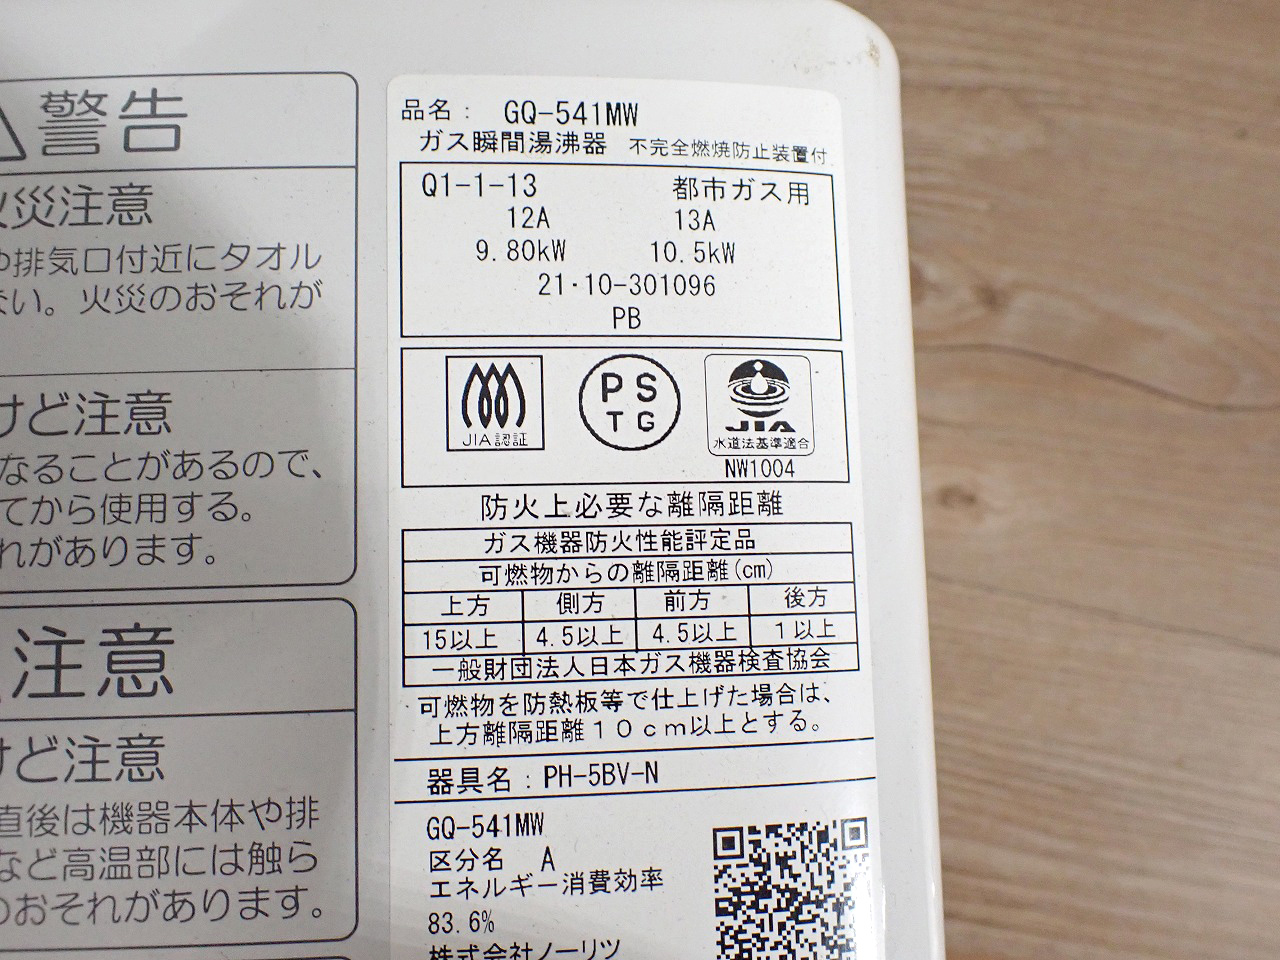 警告
火災注意
や排気口付近にタオル
ない。火災のおそれが
けど注意
なることがあるので、
てから使用する。
れがあります。
注意
けど注意
直後は機器本体や排
など高温部には触ら
のおそれがあります。
品名： GQ-541MW
ガス瞬間湯沸器 不完全燃焼防止装置付
Q1-1-13 都市ガス用
12A 13A
9.80kW 10.5kW
21・10-301096
PB
JIA認証
PS
TG
JIA
水道法基準適合
NW1004
防火上必要な離隔距離
ガス機器防火性能評定品
可燃物からの離隔距離(cm)
上方 側方 前方 後方
15以上 4.5以上 4.5以上 1以上
一般財団法人日本ガス機器検査協会
可燃物を防熱板等で仕上げた場合は、
上方離隔距離１０ｃｍ以上とする。
器具名：PH-5BV-N
GQ-541MW
区分名 A
エネルギー消費効率
83.6%
株式会社ノーリツ